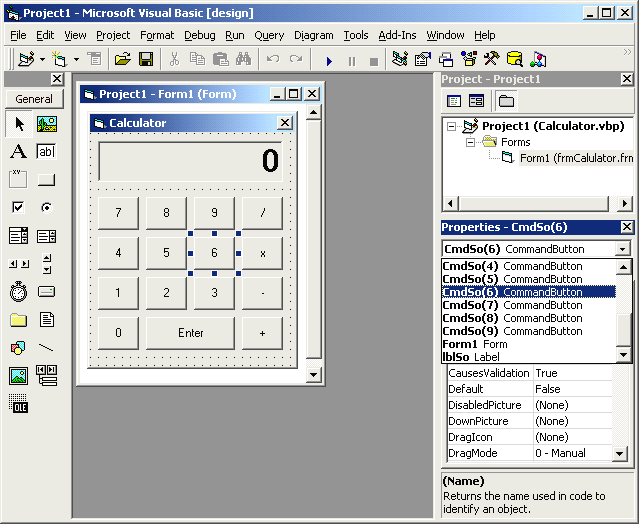 Project1 - Microsoft Visual Basic [design]
File Edit View Project Format Debug Run Query Diagram Tools Add-Ins Window Help
General
A
ab
xy
OLE
Project1 - Form1 (Form)
Calculator
0
7 8 9 /
4 5 6 x
1 2 3 -
0 Enter +
Project - Project1
Project1 (Calculator.vbp)
Forms
Form1 (frmCalulator.frm
Properties - CmdSo(6)
CmdSo(6) CommandButton
CmdSo(4) CommandButton
CmdSo(5) CommandButton
CmdSo(6) CommandButton
CmdSo(7) CommandButton
CmdSo(8) CommandButton
CmdSo(9) CommandButton
Form1 Form
lblSo Label
CausesValidation True
Default False
DisabledPicture (None)
DownPicture (None)
DragIcon (None)
DragMode 0 - Manual
(Name)
Returns the name used in code to
identify an object.